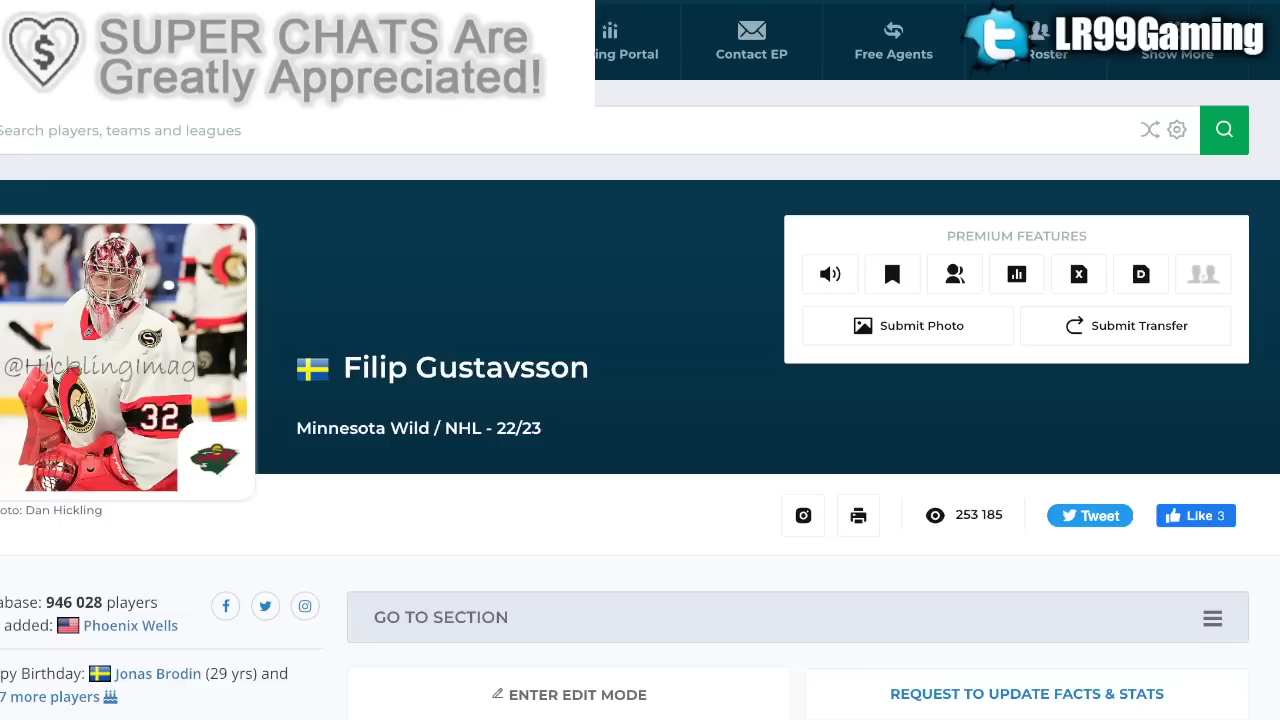 SUPER CHATS Are
Greatly Appreciated!
ing Portal
Contact EP
Free Agents
Roster
Show More
LR99Gaming
Search players, teams and leagues
PREMIUM FEATURES
Submit Photo
Submit Transfer
@HicklingImage
32
Filip Gustavsson
Minnesota Wild / NHL - 22/23
oto: Dan Hickling
253 185
Tweet
Like 3
abase: 946 028 players
added: Phoenix Wells
GO TO SECTION
py Birthday: Jonas Brodin (29 yrs) and
7 more players
ENTER EDIT MODE
REQUEST TO UPDATE FACTS & STATS